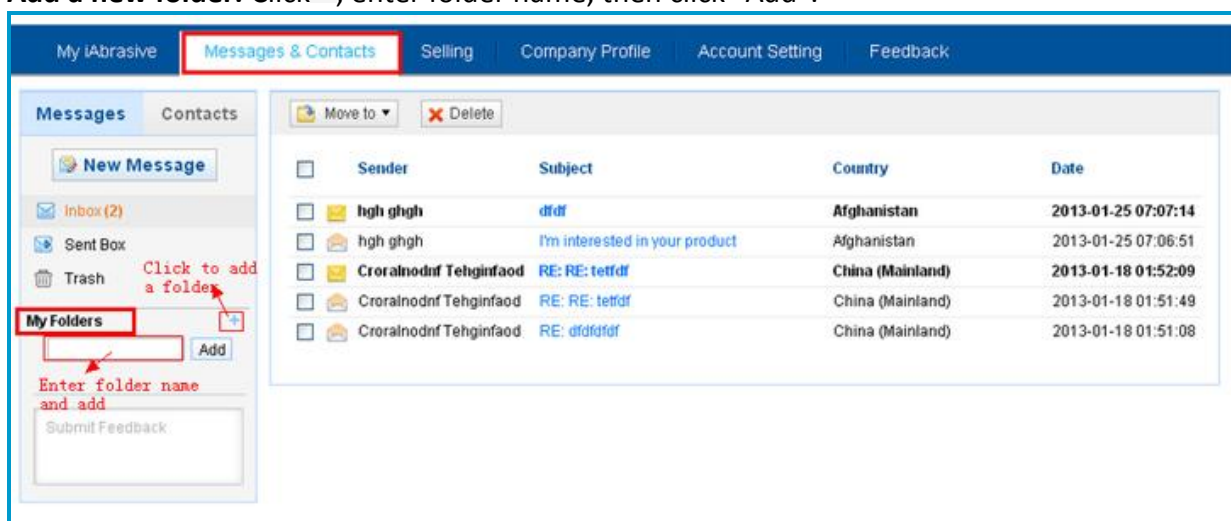 Add a new folder: Click "+", enter folder name, then click "Add".
My iAbrasive Messages & Contacts Selling Company Profile Account Setting Feedback
Messages Contacts
Move to Delete
New Message
Sender Subject Country Date
Inbox (2)
hgh ghgh dfdf Afghanistan 2013-01-25 07:07:14
Sent Box
hgh ghgh I'm interested in your product Afghanistan 2013-01-25 07:06:51
Trash
Click to add
a folder
Croralnodnf Tehginfaod RE: RE: tetfdf China (Mainland) 2013-01-18 01:52:09
Croralnodnf Tehginfaod RE: RE: tetfdf China (Mainland) 2013-01-18 01:51:49
My Folders +
Croralnodnf Tehginfaod RE: dfdfdfdf China (Mainland) 2013-01-18 01:51:08
Add
Enter folder name
and add
Submit Feedback